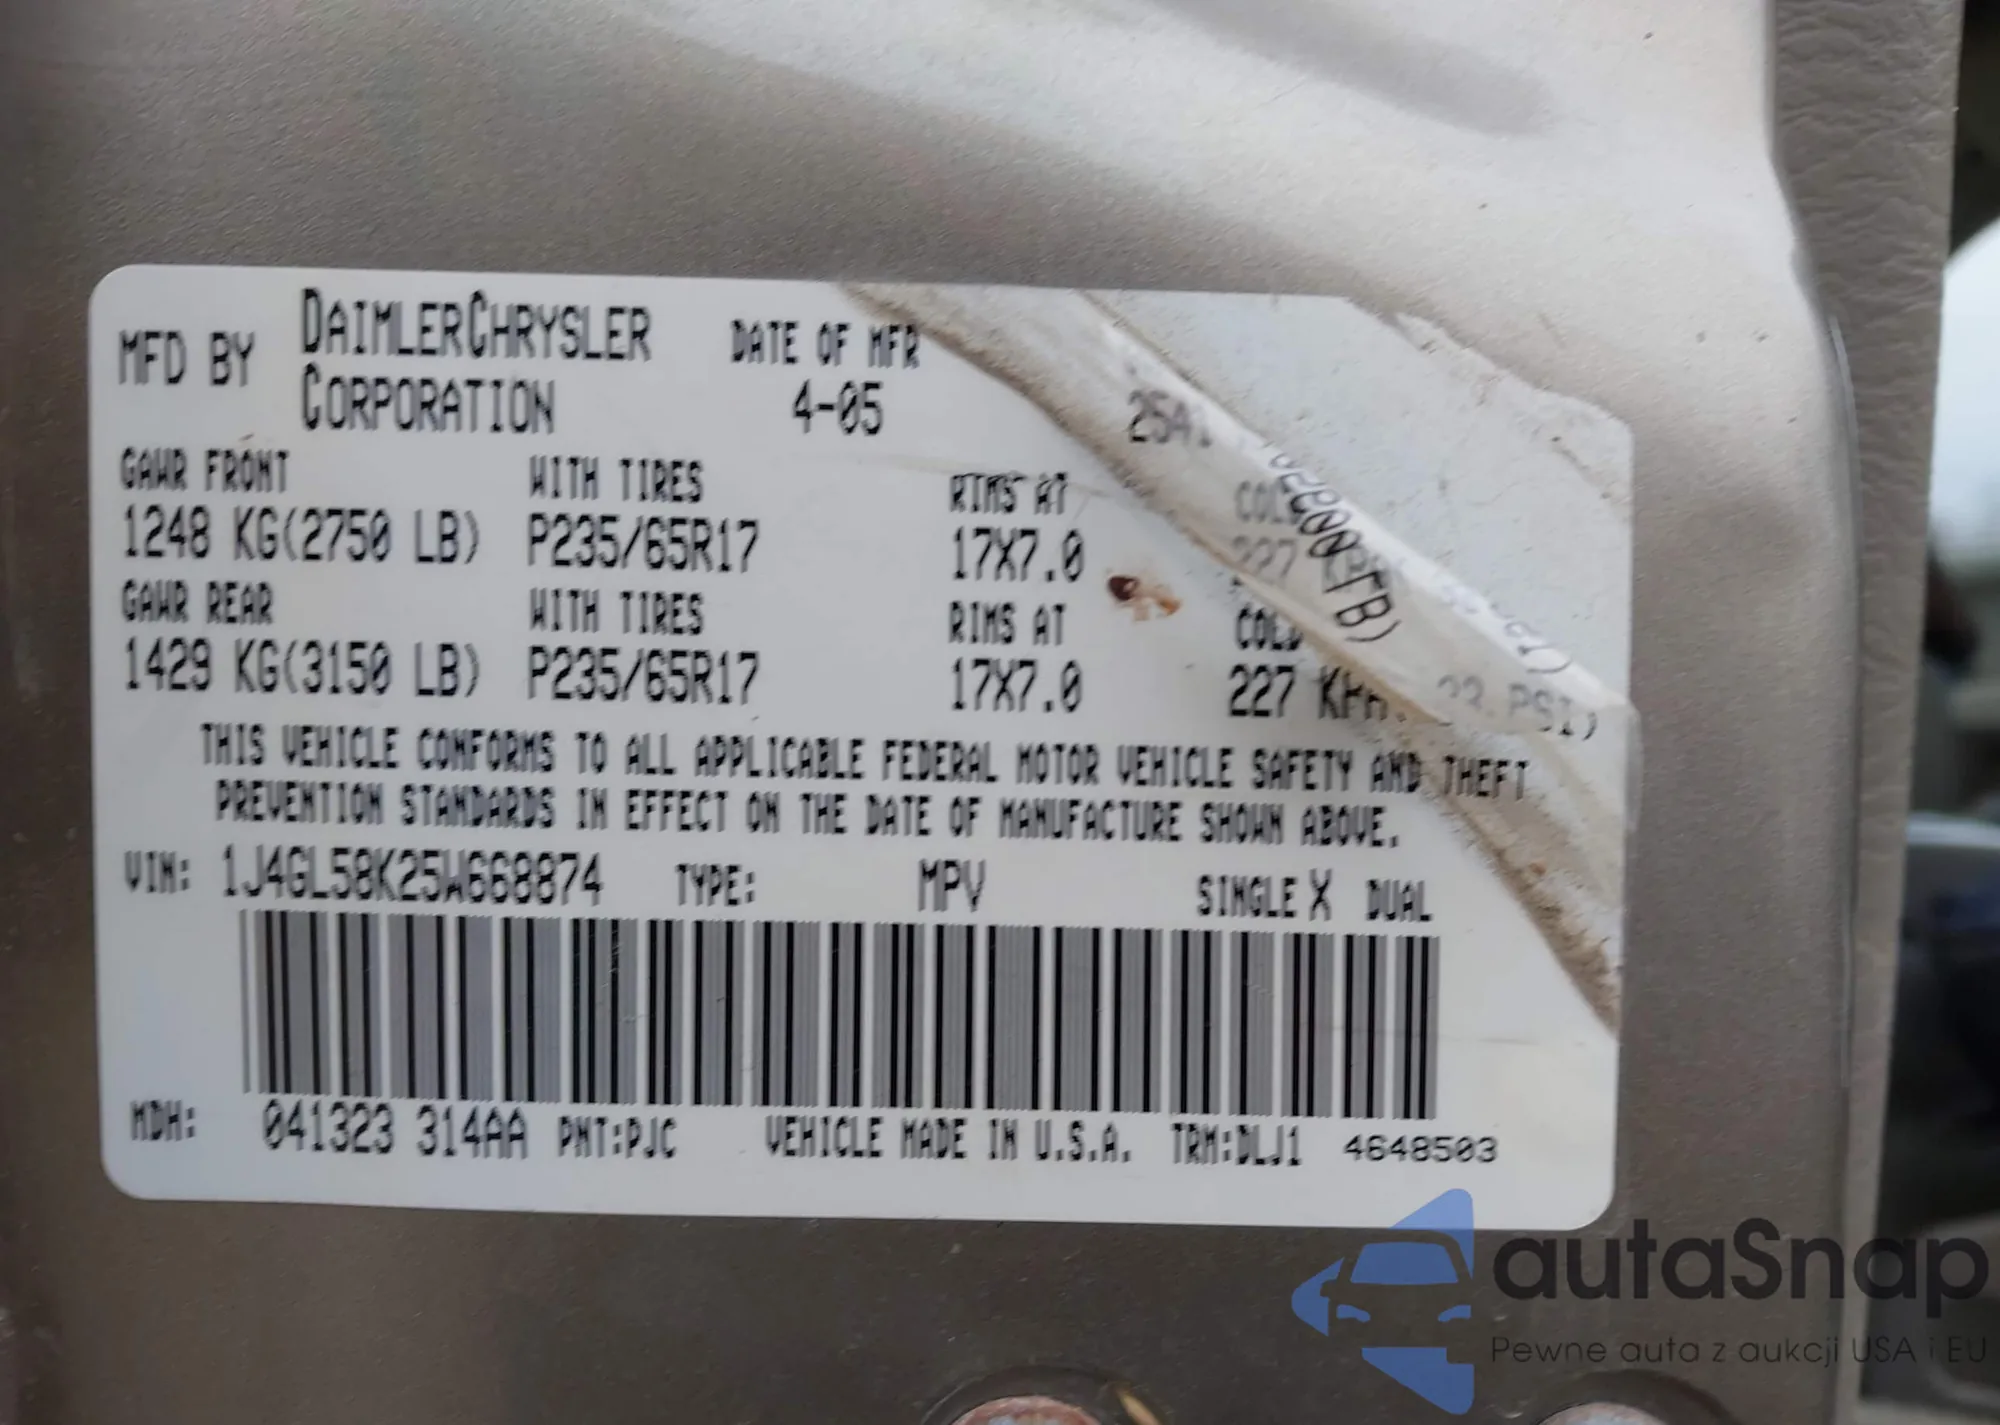 MFD BY DAIMLERCHRYSLER CORPORATION
DATE OF MFR
4-05
2541
GAWR FRONT WITH TIRES RIMS AT
1248 KG(2750 LB) P235/65R17 17X7.0 227
GAWR REAR WITH TIRES RIMS AT COLD
1429 KG(3150 LB) P235/65R17 17X7.0 227 PSI)
LB)
THIS VEHICLE CONFORMS TO ALL APPLICABLE FEDERAL MOTOR VEHICLE SAFETY AND THEFT
PREVENTION STANDARDS IN EFFECT ON THE DATE OF MANUFACTURE SHOWN ABOVE.
VIN: 1J4GL58K25W668874 TYPE: MPV SINGLE X DUAL
MDH: 041323 314AA PNT:PJC VEHICLE MADE IN U.S.A. TRM:DLJ1 4648503
autaSnap
Pewne auta z aukcji USA i EU